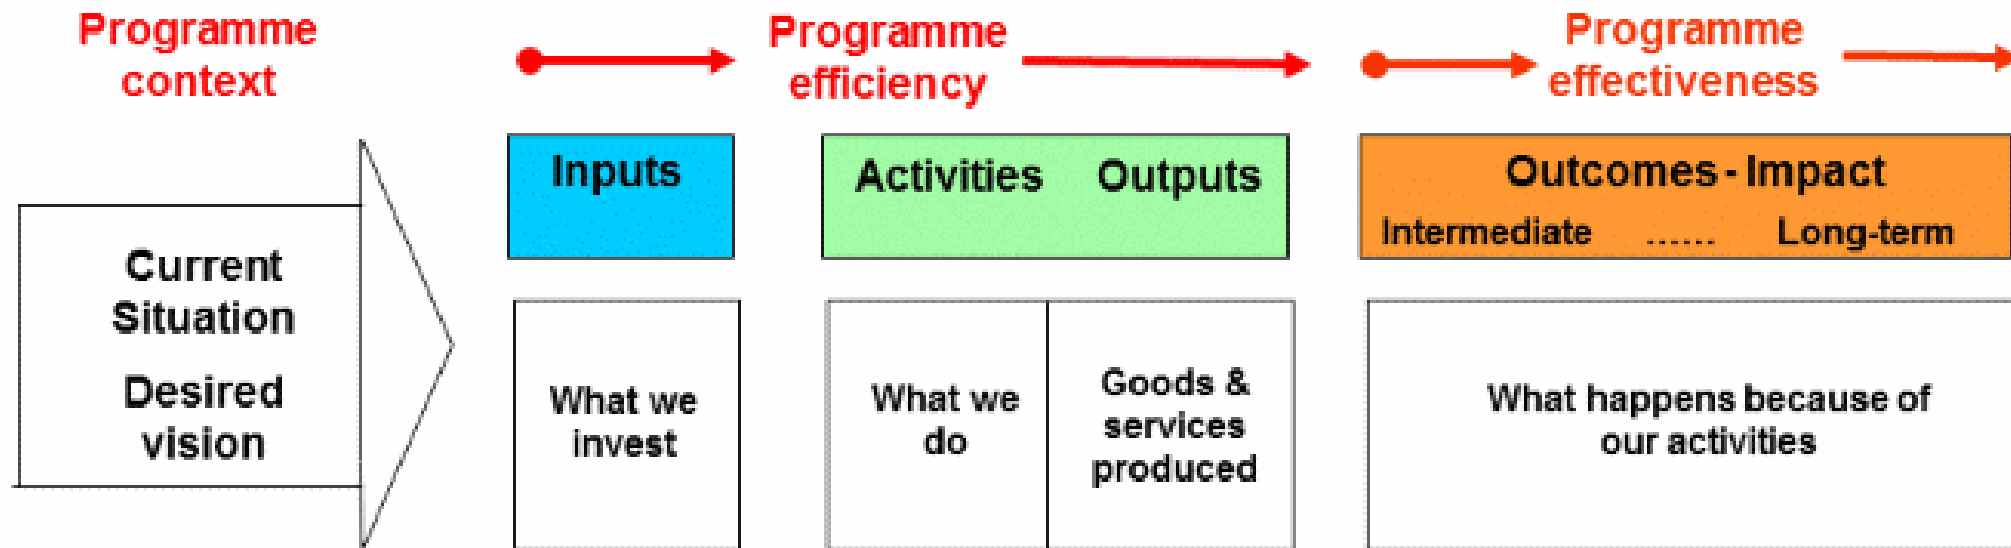 Programme
context
Programme
efficiency
Programme
effectiveness
Inputs
Activities Outputs
Outcomes - Impact
Intermediate ...... Long-term
Current
Situation
Desired
vision
What we
invest
What we
do
Goods &
services
produced
What happens because of
our activities